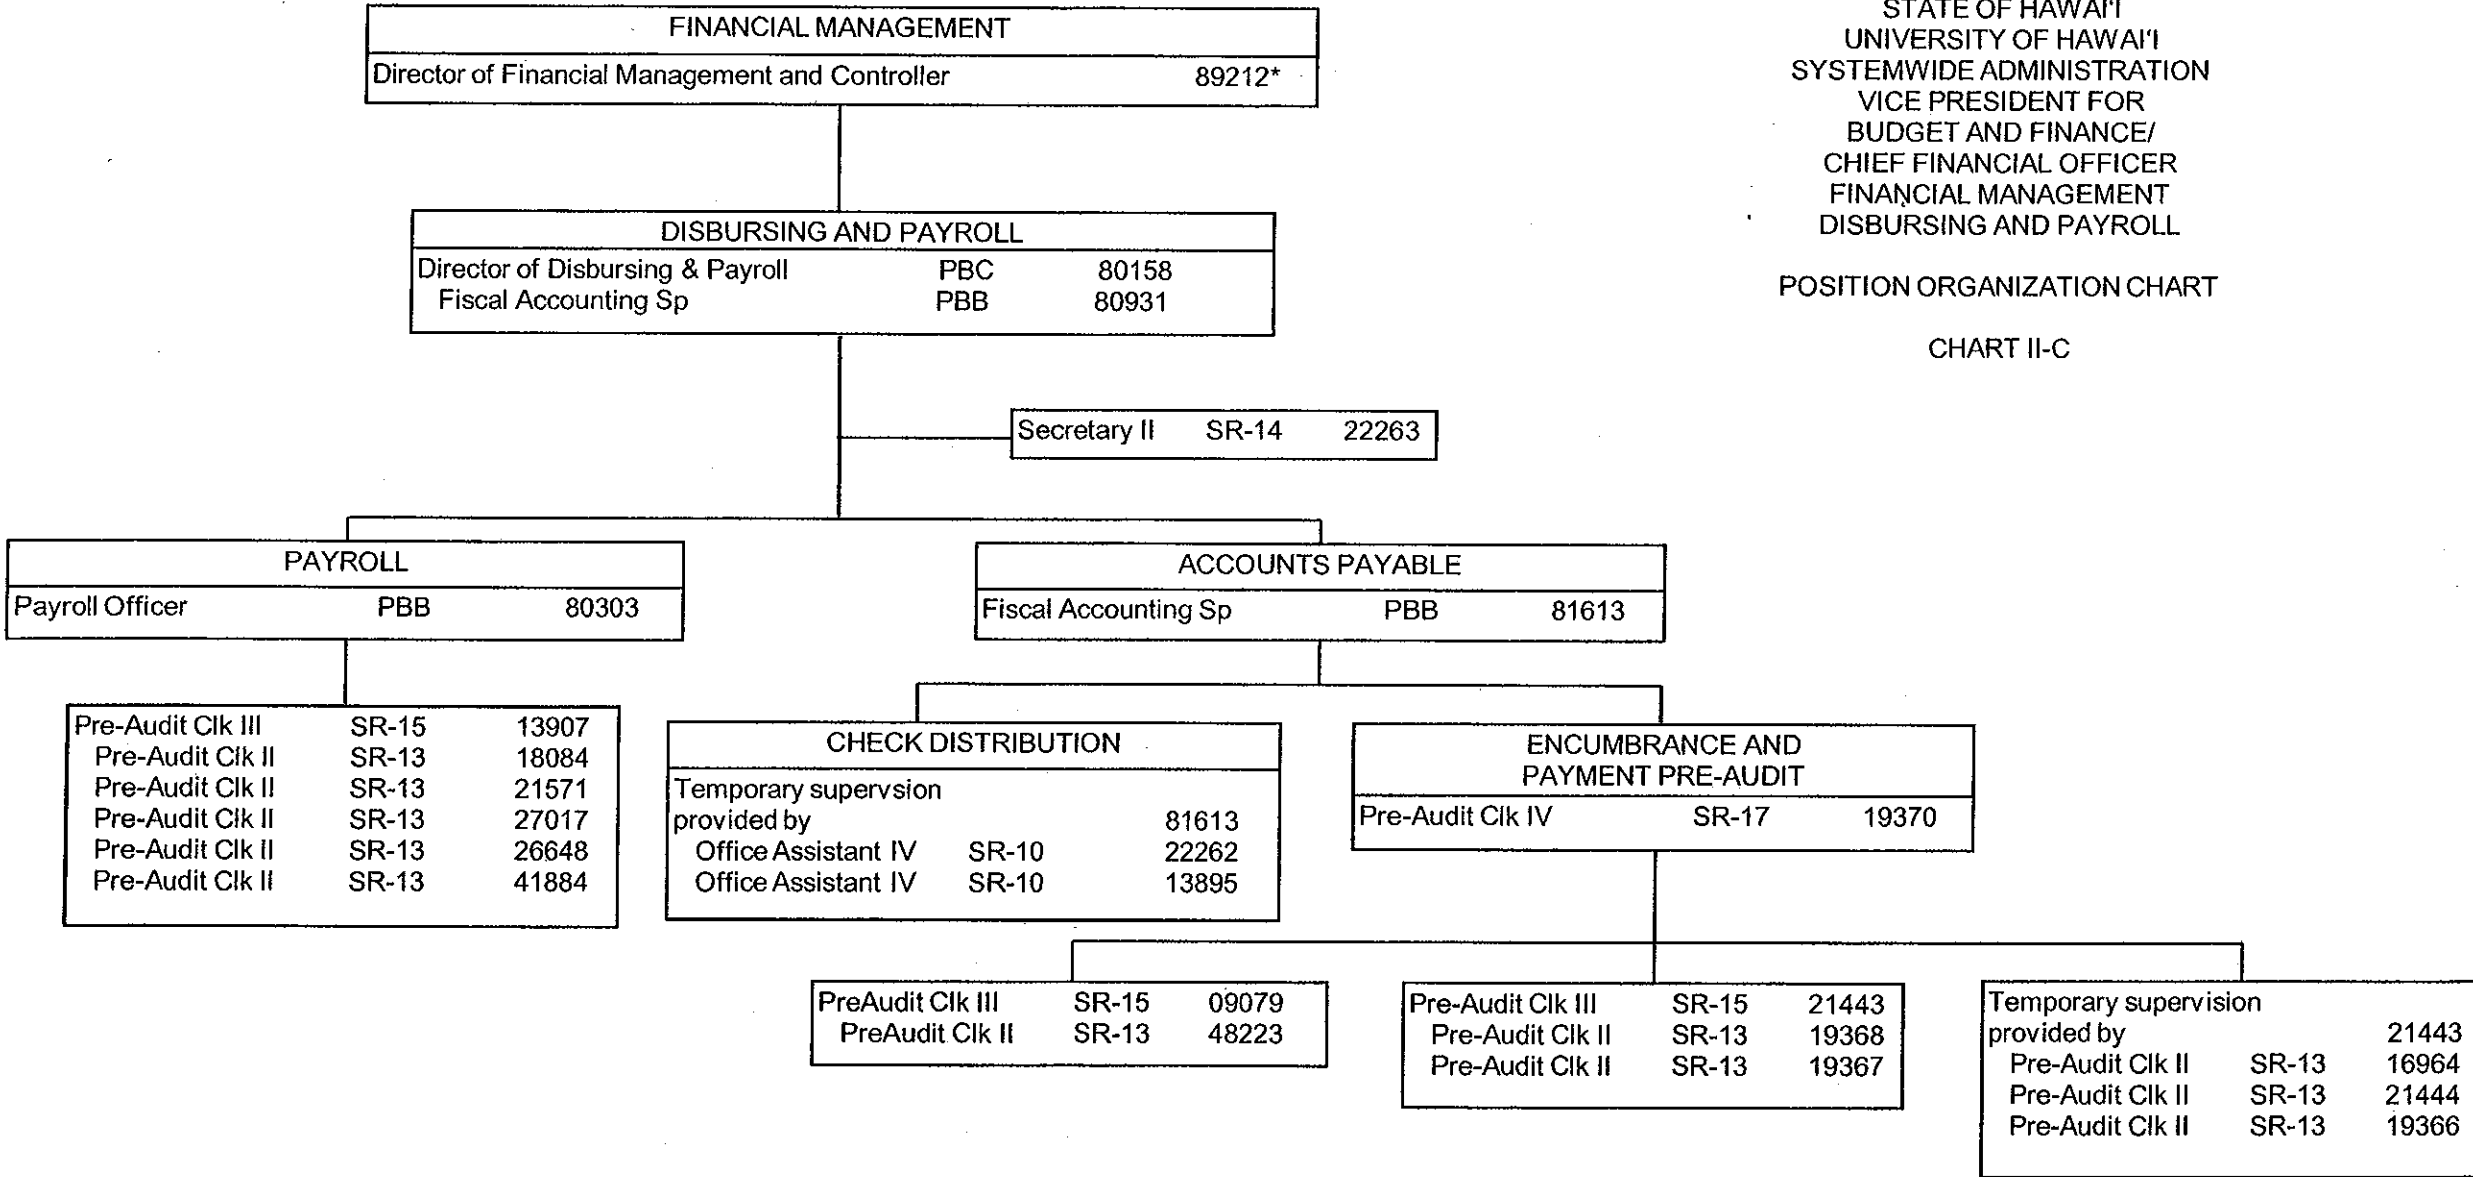 STATE OF HAWAI'I
UNIVERSITY OF HAWAI'I
SYSTEMWIDE ADMINISTRATION
VICE PRESIDENT FOR
BUDGET AND FINANCE/
CHIEF FINANCIAL OFFICER
FINANCIAL MANAGEMENT
DISBURSING AND PAYROLL
POSITION ORGANIZATION CHART
CHART II-C
FINANCIAL MANAGEMENT
Director of Financial Management and Controller 89212*
DISBURSING AND PAYROLL
Director of Disbursing & Payroll PBC 80158
Fiscal Accounting Sp PBB 80931
Secretary II SR-14 22263
PAYROLL
Payroll Officer PBB 80303
Pre-Audit Clk III SR-15 13907
Pre-Audit Clk II SR-13 18084
Pre-Audit Clk II SR-13 21571
Pre-Audit Clk II SR-13 27017
Pre-Audit Clk II SR-13 26648
Pre-Audit Clk II SR-13 41884
ACCOUNTS PAYABLE
Fiscal Accounting Sp PBB 81613
CHECK DISTRIBUTION
Temporary supervsion
provided by 81613
Office Assistant IV SR-10 22262
Office Assistant IV SR-10 13895
ENCUMBRANCE AND
PAYMENT PRE-AUDIT
Pre-Audit Clk IV SR-17 19370
PreAudit Clk III SR-15 09079
PreAudit Clk II SR-13 48223
Pre-Audit Clk III SR-15 21443
Pre-Audit Clk II SR-13 19368
Pre-Audit Clk II SR-13 19367
Temporary supervision
provided by 21443
Pre-Audit Clk II SR-13 16964
Pre-Audit Clk II SR-13 21444
Pre-Audit Clk II SR-13 19366